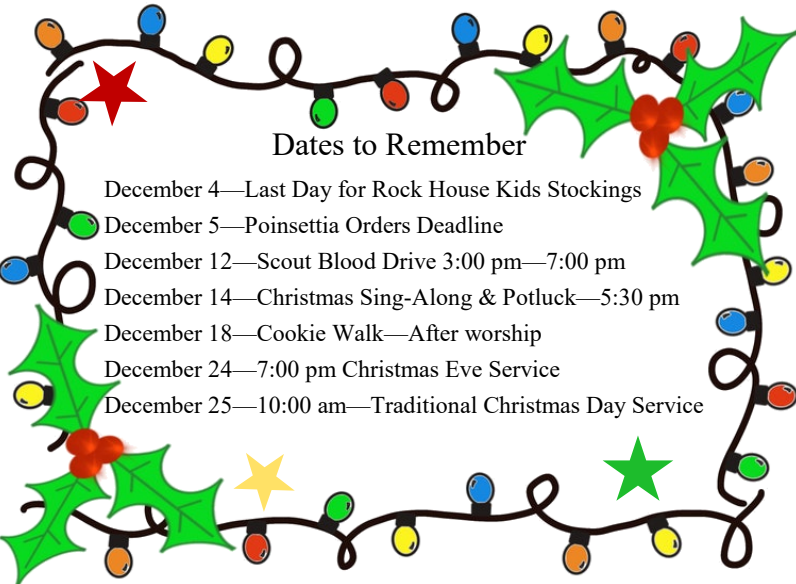 Dates to Remember
December 4—Last Day for Rock House Kids Stockings
December 5—Poinsettia Orders Deadline
December 12—Scout Blood Drive 3:00 pm—7:00 pm
December 14—Christmas Sing-Along & Potluck—5:30 pm
December 18—Cookie Walk—After worship
December 24—7:00 pm Christmas Eve Service
December 25—10:00 am—Traditional Christmas Day Service